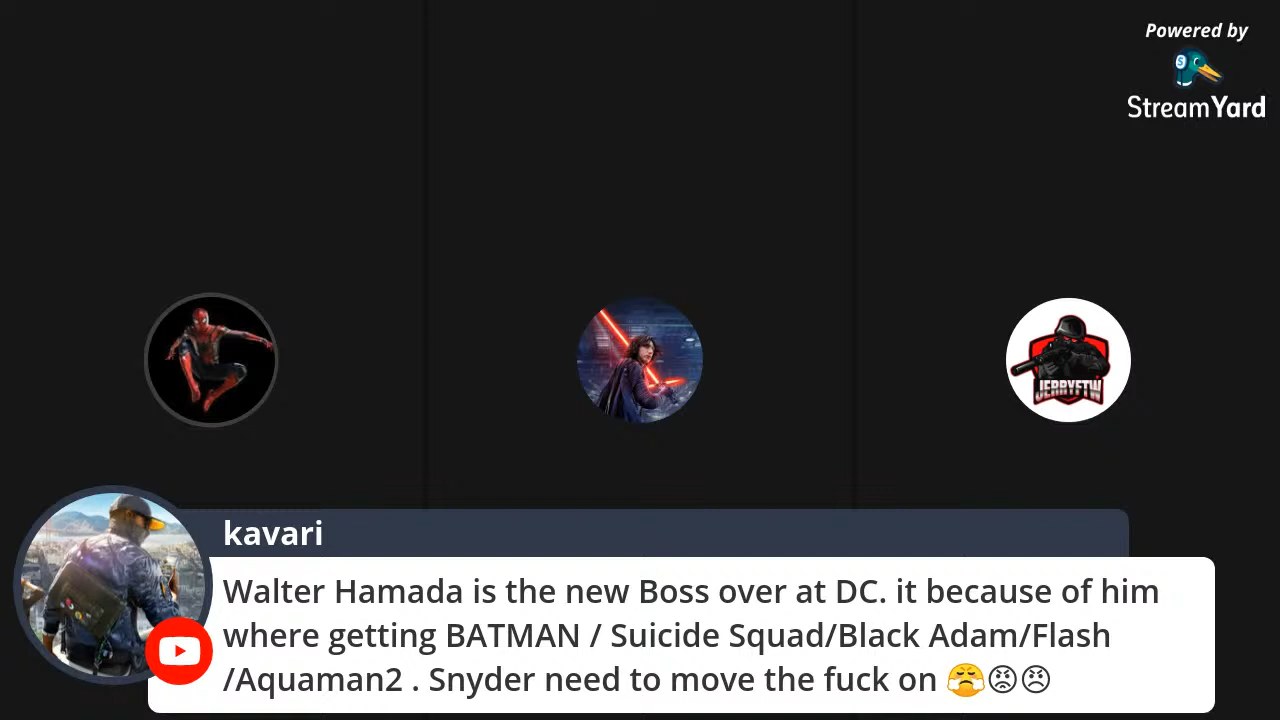 Powered by
S
StreamYard
JERRYFTW
kavari
Walter Hamada is the new Boss over at DC. it because of him
where getting BATMAN / Suicide Squad/Black Adam/Flash
/Aquaman2 . Snyder need to move the fuck on 😤😡😠